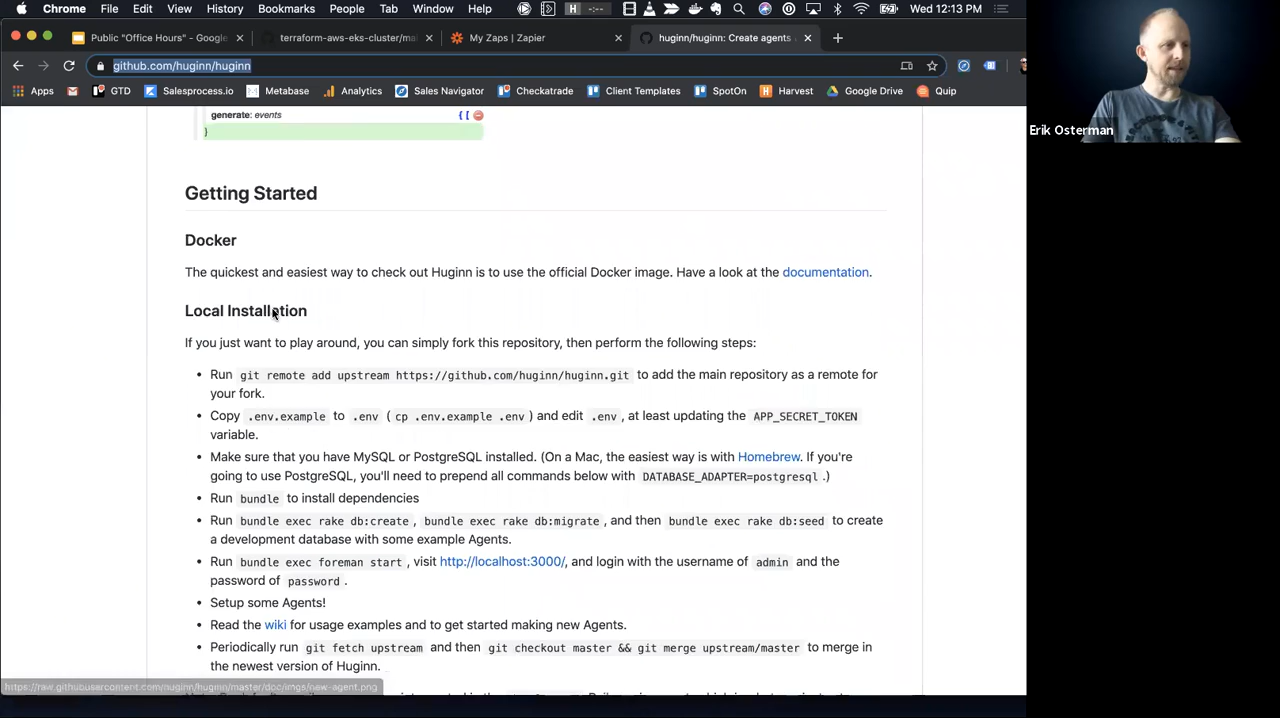 Chrome File Edit View History Bookmarks People Tab Window Help Wed 12:13 PM
Public "Office Hours" - Google terraform-aws-eks-cluster/ma My Zaps | Zapier huginn/huginn: Create agents
github.com/huginn/huginn
Apps GTD Salesprocess.io Metabase Analytics Sales Navigator Checkatrade Client Templates SpotOn Harvest Google Drive Quip
generate: events { [
}
Erik Osterman
Getting Started
Docker
The quickest and easiest way to check out Huginn is to use the official Docker image. Have a look at the documentation.
Local Installation
If you just want to play around, you can simply fork this repository, then perform the following steps:
• Run git remote add upstream https://github.com/huginn/huginn.git to add the main repository as a remote for
your fork.
• Copy .env.example to .env ( cp .env.example .env ) and edit .env , at least updating the APP_SECRET_TOKEN
variable.
• Make sure that you have MySQL or PostgreSQL installed. (On a Mac, the easiest way is with Homebrew. If you're
going to use PostgreSQL, you'll need to prepend all commands below with DATABASE_ADAPTER=postgresql .)
• Run bundle to install dependencies
• Run bundle exec rake db:create , bundle exec rake db:migrate , and then bundle exec rake db:seed to create
a development database with some example Agents.
• Run bundle exec foreman start , visit http://localhost:3000/, and login with the username of admin and the
password of password .
• Setup some Agents!
• Read the wiki for usage examples and to get started making new Agents.
• Periodically run git fetch upstream and then git checkout master && git merge upstream/master to merge in
the newest version of Huginn.
https://raw.githubusercontent.com/huginn/huginn/master/doc/imgs/new-agent.png